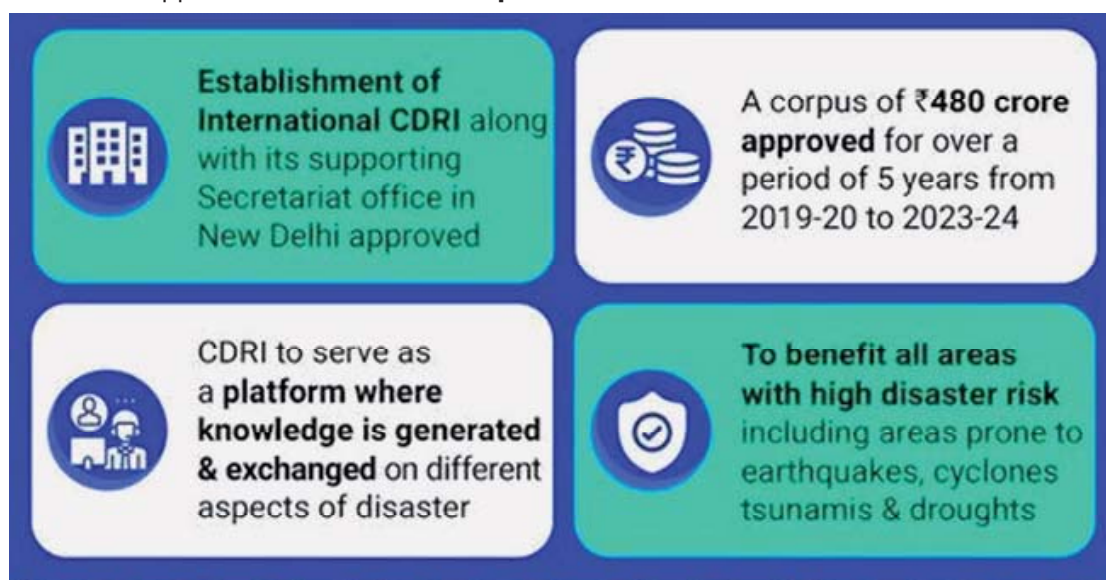 Establishment of
International CDRI along
with its supporting
Secretariat office in
New Delhi approved
A corpus of ₹480 crore
approved for over a
period of 5 years from
2019-20 to 2023-24
₹
CDRI to serve as
a platform where
knowledge is generated
& exchanged on different
aspects of disaster
To benefit all areas
with high disaster risk
including areas prone to
earthquakes, cyclones
tsunamis & droughts